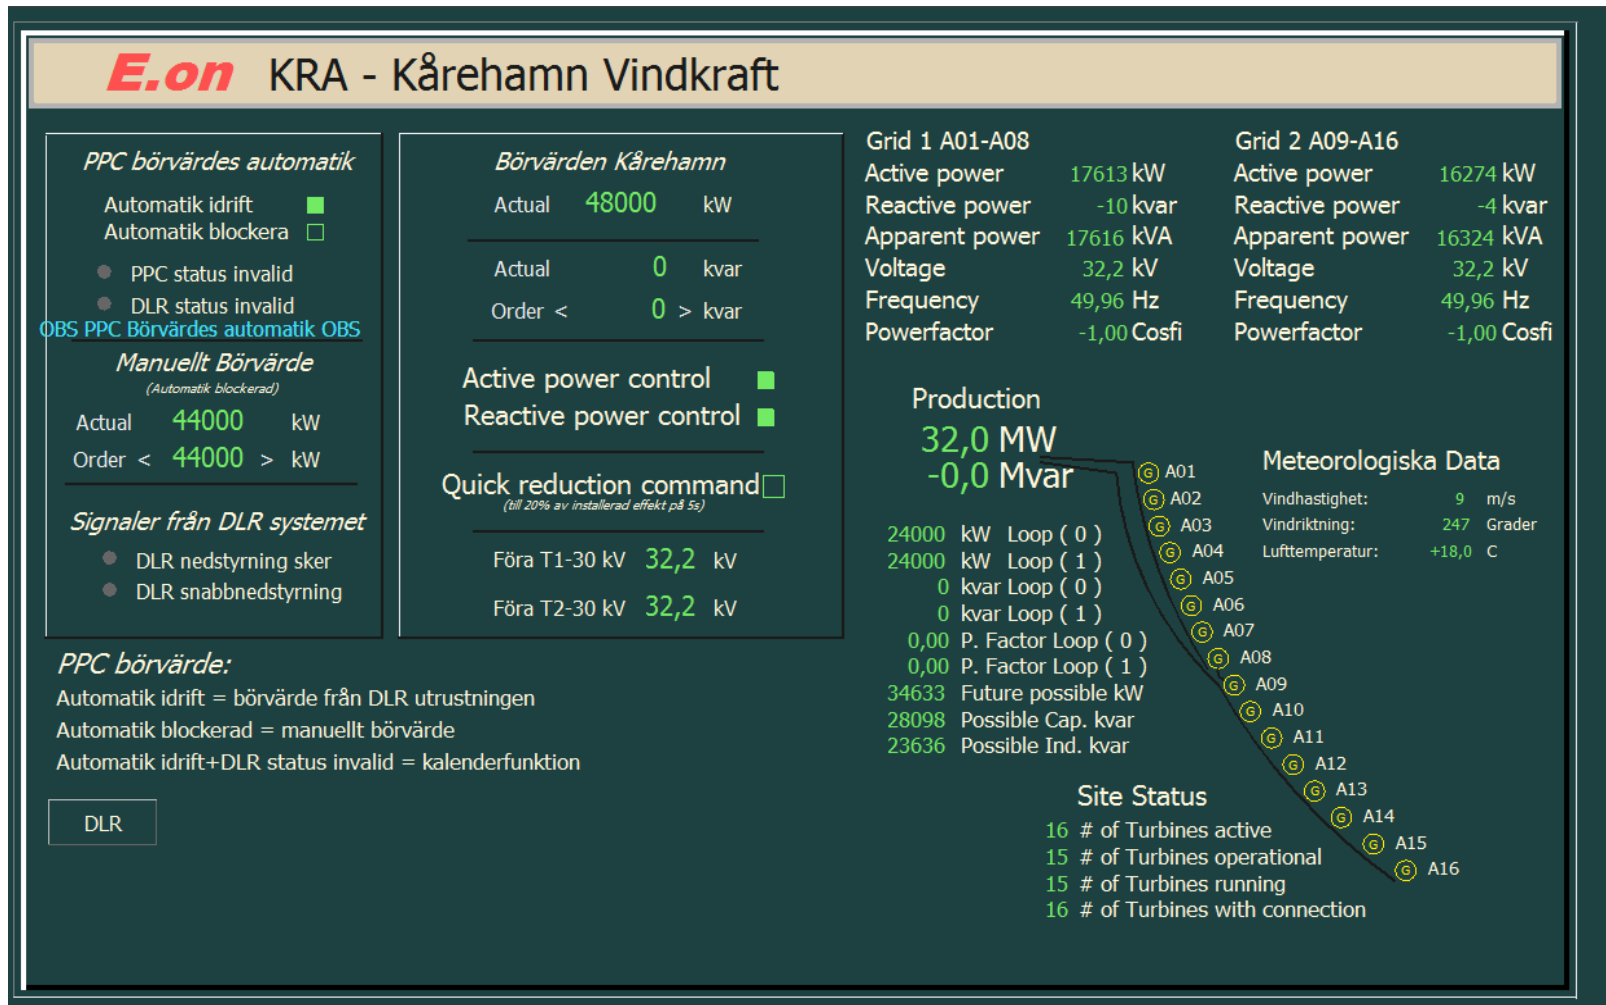 E.on KRA - Kårehamn Vindkraft
PPC börvärdes automatik
Automatik idrift
Automatik blockera
PPC status invalid
DLR status invalid
OBS PPC Börvärdes automatik OBS
Manuellt Börvärde
(Automatik blockerad)
Actual 44000 kW
Order < 44000 > kW
Signaler från DLR systemet
DLR nedstyrning sker
DLR snabbnedstyrning
Börvärden Kårehamn
Actual 48000 kW
Actual 0 kvar
Order < 0 > kvar
Active power control
Reactive power control
Quick reduction command
(till 20% av installerad effekt på 5s)
Föra T1-30 kV 32,2 kV
Föra T2-30 kV 32,2 kV
PPC börvärde:
Automatik idrift = börvärde från DLR utrustningen
Automatik blockerad = manuellt börvärde
Automatik idrift+DLR status invalid = kalenderfunktion
DLR
Grid 1 A01-A08
Active power 17613 kW
Reactive power -10 kvar
Apparent power 17616 kVA
Voltage 32,2 kV
Frequency 49,96 Hz
Powerfactor -1,00 Cosfi
Grid 2 A09-A16
Active power 16274 kW
Reactive power -4 kvar
Apparent power 16324 kVA
Voltage 32,2 kV
Frequency 49,96 Hz
Powerfactor -1,00 Cosfi
Production
32,0 MW
-0,0 Mvar
24000 kW Loop ( 0 )
24000 kW Loop ( 1 )
0 kvar Loop ( 0 )
0 kvar Loop ( 1 )
0,00 P. Factor Loop ( 0 )
0,00 P. Factor Loop ( 1 )
34633 Future possible kW
28098 Possible Cap. kvar
23636 Possible Ind. kvar
G A01
G A02
G A03
G A04
G A05
G A06
G A07
G A08
G A09
G A10
G A11
G A12
G A13
G A14
G A15
G A16
Meteorologiska Data
Vindhastighet: 9 m/s
Vindriktning: 247 Grader
Lufttemperatur: +18,0 C
Site Status
16 # of Turbines active
15 # of Turbines operational
15 # of Turbines running
16 # of Turbines with connection